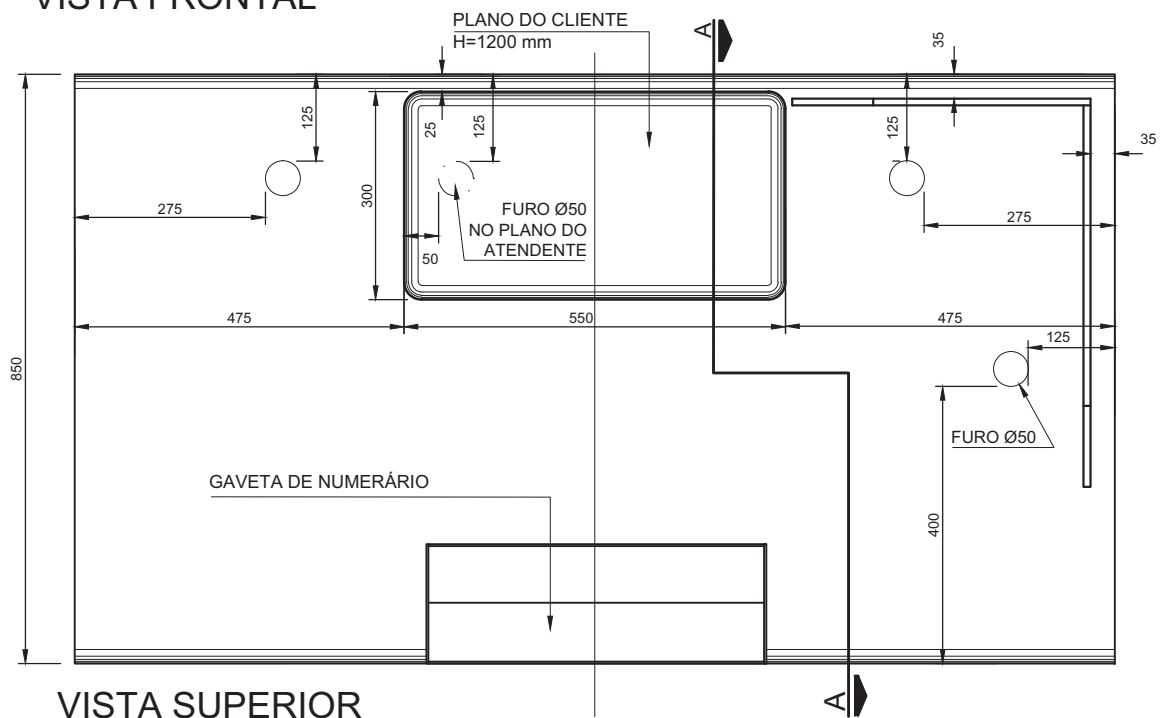 VISTA FRONTAL
PLANO DO CLIENTE
H=1200 mm
A
35
125
25
125
125
35
275
300
FURO Ø50
NO PLANO DO
ATENDENTE
50
275
475
550
475
125
850
FURO Ø50
GAVETA DE NUMERÁRIO
400
VISTA SUPERIOR
A